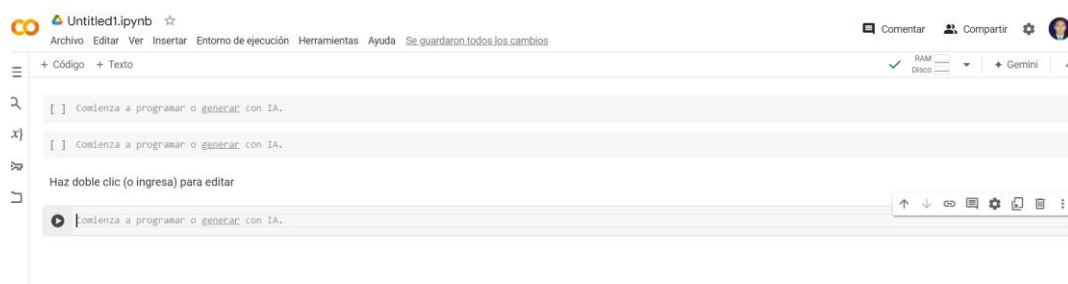 CO Untitled1.ipynb
Comentar Compartir
Archivo Editar Ver Insertar Entorno de ejecución Herramientas Ayuda Se guardaron todos los cambios
+ Código + Texto
RAM
Disco
Gemini
[ ] Comienza a programar o generar con IA.
{x}
[ ] Comienza a programar o generar con IA.
Haz doble clic (o ingresa) para editar
Comienza a programar o generar con IA.